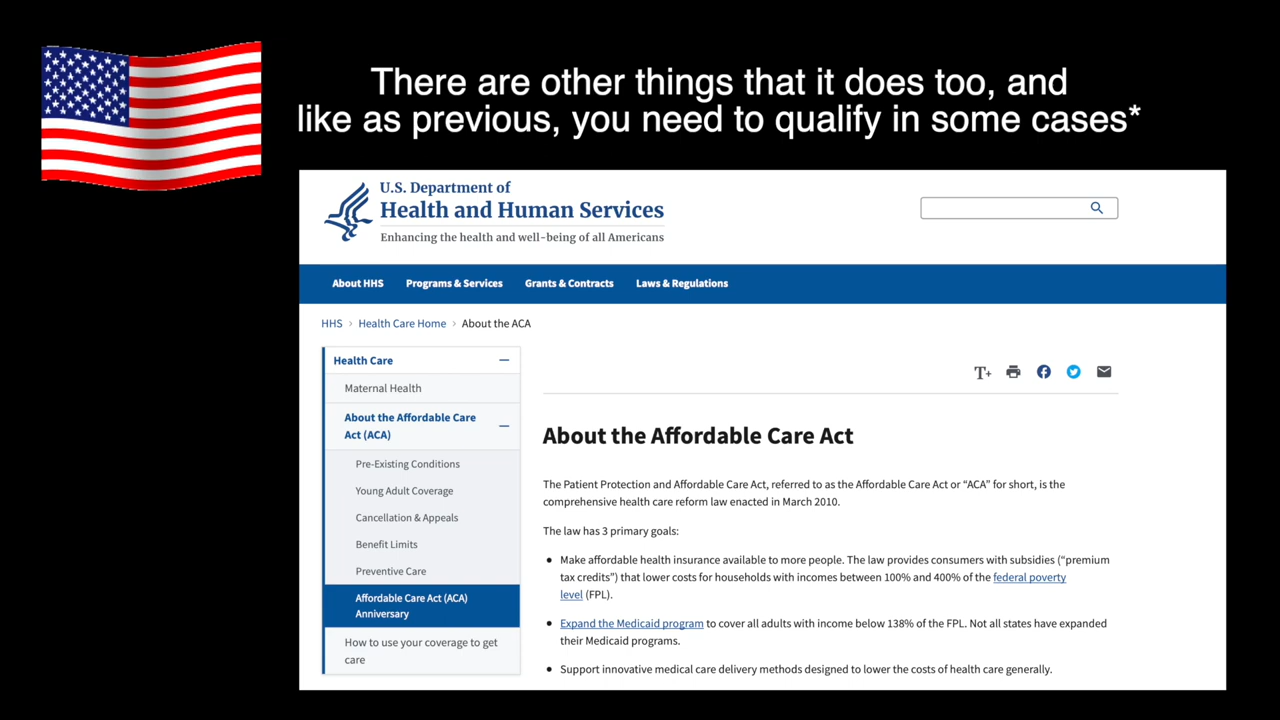 There are other things that it does too, and
like as previous, you need to qualify in some cases*
U.S. Department of
Health and Human Services
Enhancing the health and well-being of all Americans
About HHS
Programs & Services
Grants & Contracts
Laws & Regulations
HHS › Health Care Home › About the ACA
Health Care
Maternal Health
About the Affordable Care
Act (ACA)
Pre-Existing Conditions
Young Adult Coverage
Cancellation & Appeals
Benefit Limits
Preventive Care
Affordable Care Act (ACA)
Anniversary
How to use your coverage to get
care
T+
About the Affordable Care Act
The Patient Protection and Affordable Care Act, referred to as the Affordable Care Act or “ACA” for short, is the
comprehensive health care reform law enacted in March 2010.
The law has 3 primary goals:
• Make affordable health insurance available to more people. The law provides consumers with subsidies (“premium
tax credits”) that lower costs for households with incomes between 100% and 400% of the federal poverty
level (FPL).
• Expand the Medicaid program to cover all adults with income below 138% of the FPL. Not all states have expanded
their Medicaid programs.
• Support innovative medical care delivery methods designed to lower the costs of health care generally.